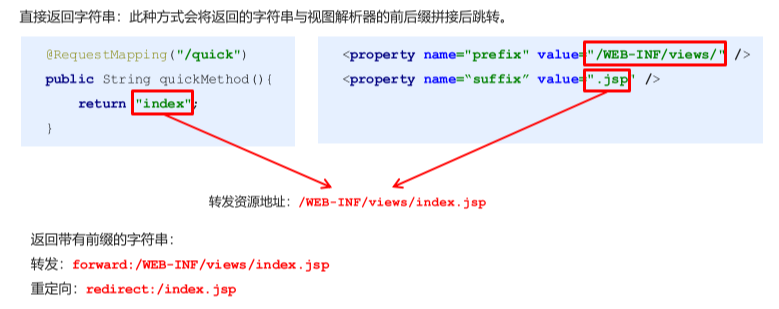 直接返回字符串：此种方式会将返回的字符串与视图解析器的前后缀拼接后跳转。
@RequestMapping("/quick")
public String quickMethod(){
return "index";
}
<property name="prefix" value="/WEB-INF/views/" />
<property name=“suffix” value=".jsp" />
转发资源地址：/WEB-INF/views/index.jsp
返回带有前缀的字符串：
转发：forward:/WEB-INF/views/index.jsp
重定向：redirect:/index.jsp